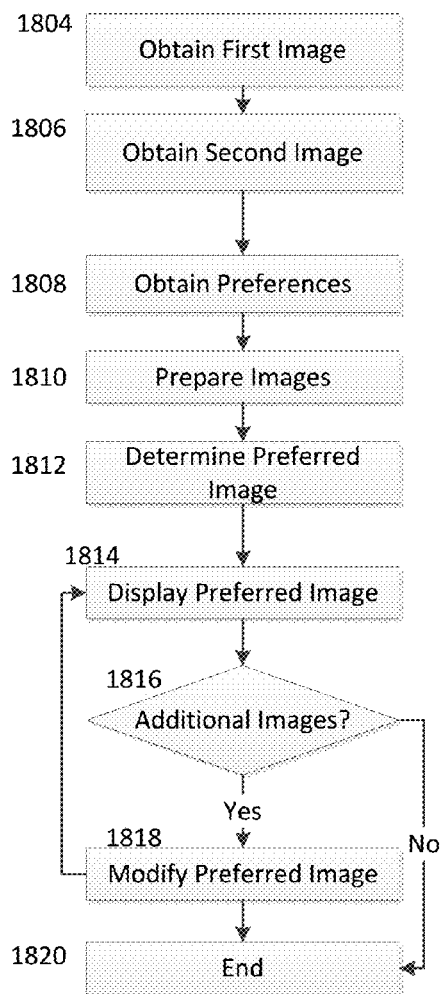 1804
Obtain First Image
1806
Obtain Second Image
1808
Obtain Preferences
1810
Prepare Images
1812
Determine Preferred
Image
1814
Display Preferred Image
1816
Additional Images?
Yes
No
1818
Modify Preferred Image
1820
End